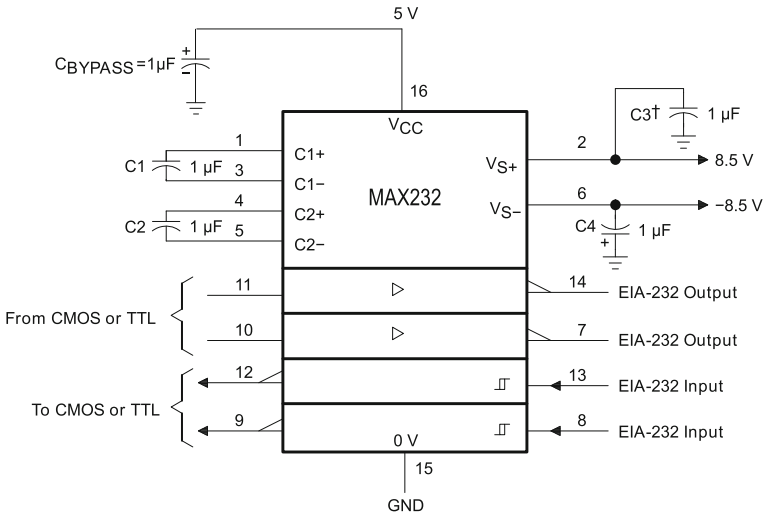 5 V
CBYPASS = 1µF
+
−
16
VCC
C3†
1 µF
1
C1+
C1
1 µF
3
C1−
2
VS+
8.5 V
MAX232
4
C2+
C2
1 µF
5
C2−
6
VS−
−8.5 V
C4
+
1 µF
From CMOS or TTL
11
14
EIA-232 Output
10
7
EIA-232 Output
To CMOS or TTL
12
13
EIA-232 Input
9
8
EIA-232 Input
0 V
15
GND